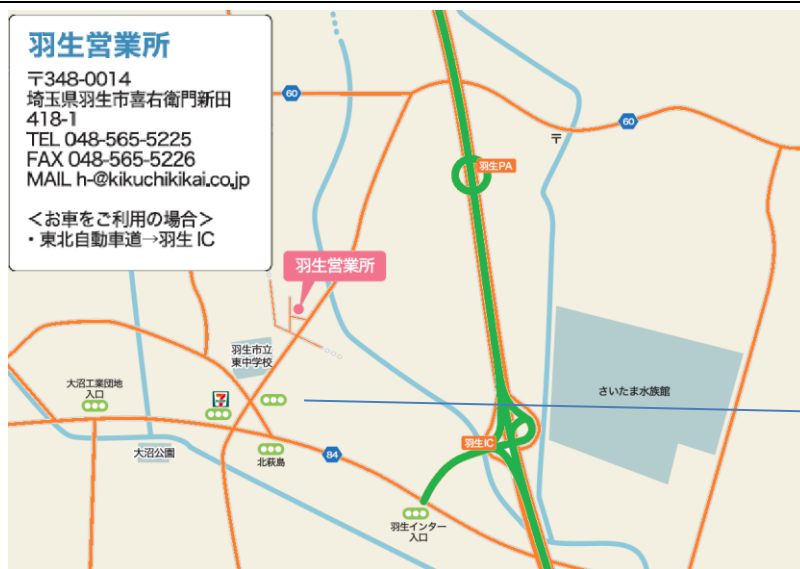 羽生営業所
〒348-0014
埼玉県羽生市喜右衛門新田
418-1
TEL 048-565-5225
FAX 048-565-5226
MAIL h-@kikuchikikai.co.jp
＜お車をご利用の場合＞
・東北自動車道→羽生 IC
60
60
〒
羽生PA
羽生営業所
羽生市立
東中学校
大沼工業団地
入口
7
さいたま水族館
大沼公園
北萩島
84
羽生IC
羽生インター
入口